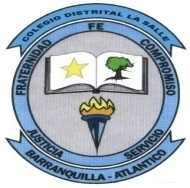 COLEGIO DISTRITAL LA SALLE
FRATERNIDAD
FE
COMPROMISO
JUSTICIA
SERVICIO
BARRANQUILLA - ATLANTICO